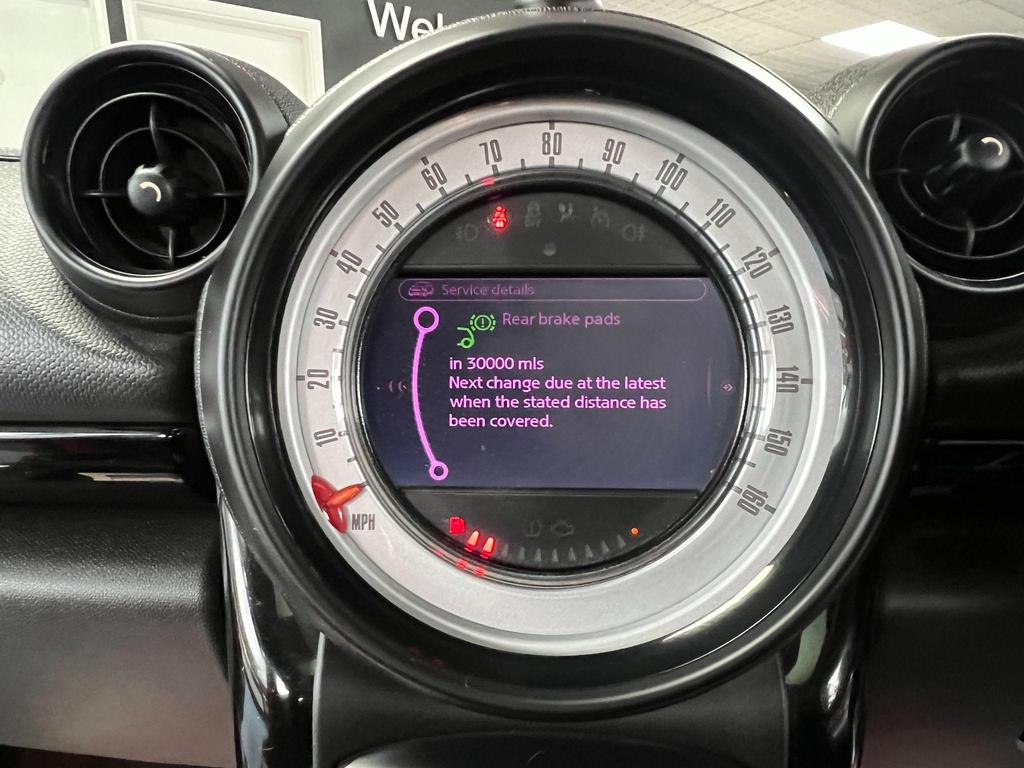 Wel
Service details
Rear brake pads
in 30000 mls
Next change due at the latest
when the stated distance has
been covered.
10
20
30
40
50
60
70
80
90
100
110
120
130
140
150
160
MPH